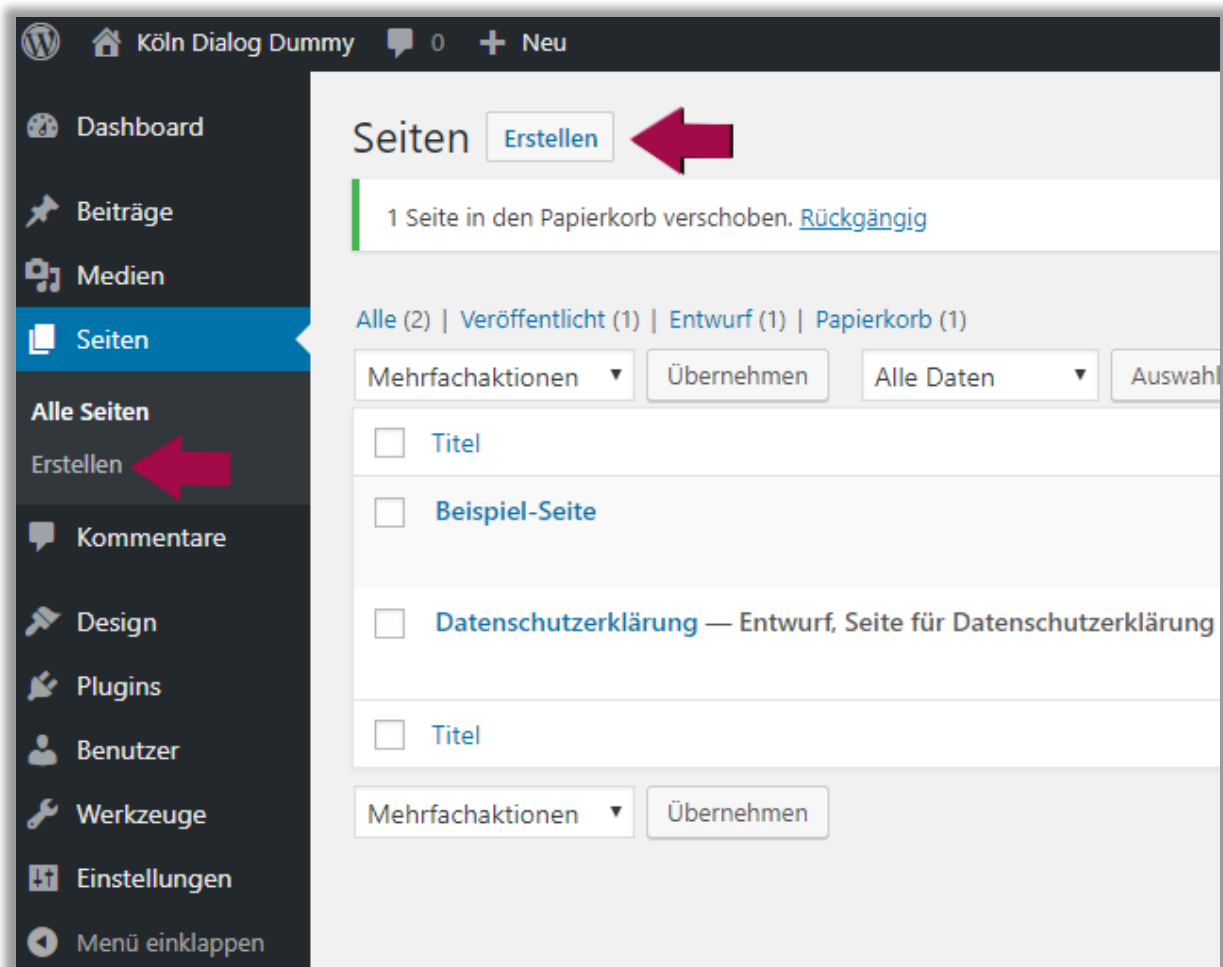 Köln Dialog Dummy 0 Neu
Dashboard
Beiträge
Medien
Seiten
Alle Seiten
Erstellen
Kommentare
Design
Plugins
Benutzer
Werkzeuge
Einstellungen
Menü einklappen
Seiten Erstellen
1 Seite in den Papierkorb verschoben. Rückgängig
Alle (2) | Veröffentlicht (1) | Entwurf (1) | Papierkorb (1)
Mehrfachaktionen Übernehmen Alle Daten Auswahl
Titel
Beispiel-Seite
Datenschutzerklärung — Entwurf, Seite für Datenschutzerklärung
Titel
Mehrfachaktionen Übernehmen